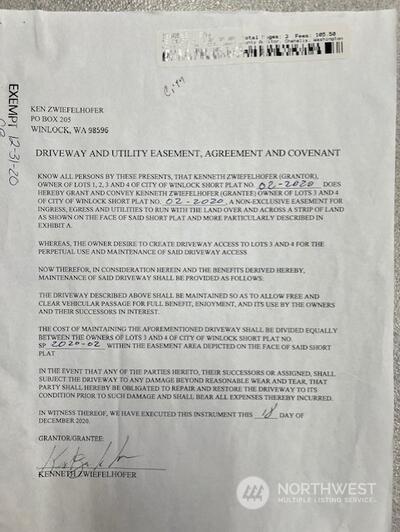 otal Pages: 2 Fees: 105.50
Chehalis, Washington
City
EXEMPT 12-31-20
KEN ZWIEFELHOFER
PO BOX 205
WINLOCK, WA 98596
DRIVEWAY AND UTILITY EASEMENT, AGREEMENT AND COVENANT
KNOW ALL PERSONS BY THESE PRESENTS, THAT KENNETH ZWIEFELHOFER (GRANTOR),
OWNER OF LOTS 1, 2, 3 AND 4 OF CITY OF WINLOCK SHORT PLAT NO. 02-2020 DOES
HEREBY GRANT AND CONVEY KENNETH ZWIEFELHOFER (GRANTEE) OWNER OF LOTS 3 AND 4
OF CITY OF WINLOCK SHORT PLAT NO. 02-2020, A NON-EXCLUSIVE EASEMENT FOR
INGRESS, EGRESS AND UTILITIES TO RUN WITH THE LAND OVER AND ACROSS A STRIP OF LAND
AS SHOWN ON THE FACE OF SAID SHORT PLAT AND MORE PARTICULARLY DESCRIBED IN
EXHIBIT A.
WHEREAS, THE OWNER DESIRE TO CREATE DRIVEWAY ACCESS TO LOTS 3 AND 4 FOR THE
PERPETUAL USE AND MAINTENANCE OF SAID DRIVEWAY ACCESS
NOW THEREFOR, IN CONSIDERATION HEREIN AND THE BENEFITS DERIVED HEREBY,
MAINTENANCE OF SAID DRIVEWAY SHALL BE PROVIDED AS FOLLOWS:
THE DRIVEWAY DESCRIBED ABOVE SHALL BE MAINTAINED SO AS TO ALLOW FREE AND
CLEAR VEHICULAR PASSAGE FOR FULL BENEFIT, ENJOYMENT, AND ITS USE BY THE OWNERS
AND THEIR SUCCESSORS IN INTEREST.
THE COST OF MAINTAINING THE AFOREMENTIONED DRIVEWAY SHALL BE DIVIDED EQUALLY
BETWEEN THE OWNERS OF LOTS 3 AND 4 OF CITY OF WINLOCK SHORT PLAT NO.
SP 2020-02 WITHIN THE EASEMENT AREA DEPICTED ON THE FACE OF SAID SHORT
PLAT
IN THE EVENT THAT ANY OF THE PARTIES HERETO, THEIR SUCCESSORS OR ASSIGNED, SHALL
SUBJECT THE DRIVEWAY TO ANY DAMAGE BEYOND REASONABLE WEAR AND TEAR, THAT
PARTY SHALL HEREBY BE OBLIGATED TO REPAIR AND RESTORE THE DRIVEWAY TO ITS
CONDITION PRIOR TO SUCH DAMAGE AND SHALL BEAR ALL EXPENSES THEREBY INCURRED.
IN WITNESS THEREOF, WE HAVE EXECUTED THIS INSTRUMENT THIS 18 DAY OF
DECEMBER 2020.
GRANTOR/GRANTEE:
KENNETH ZWIEFELHOFER
NORTHWEST
MULTIPLE LISTING SERVICE